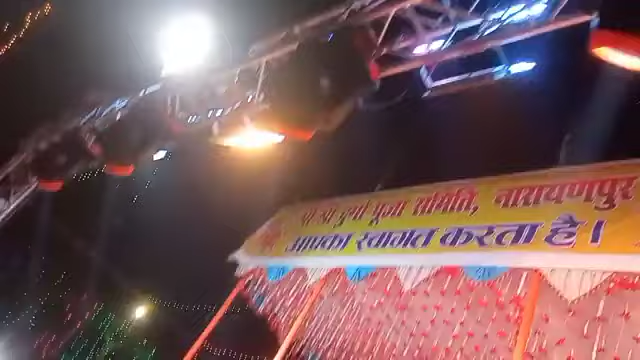 श्री श्री दुर्गा पूजा समिति, नारायणपुर
आपका स्वागत करता है।